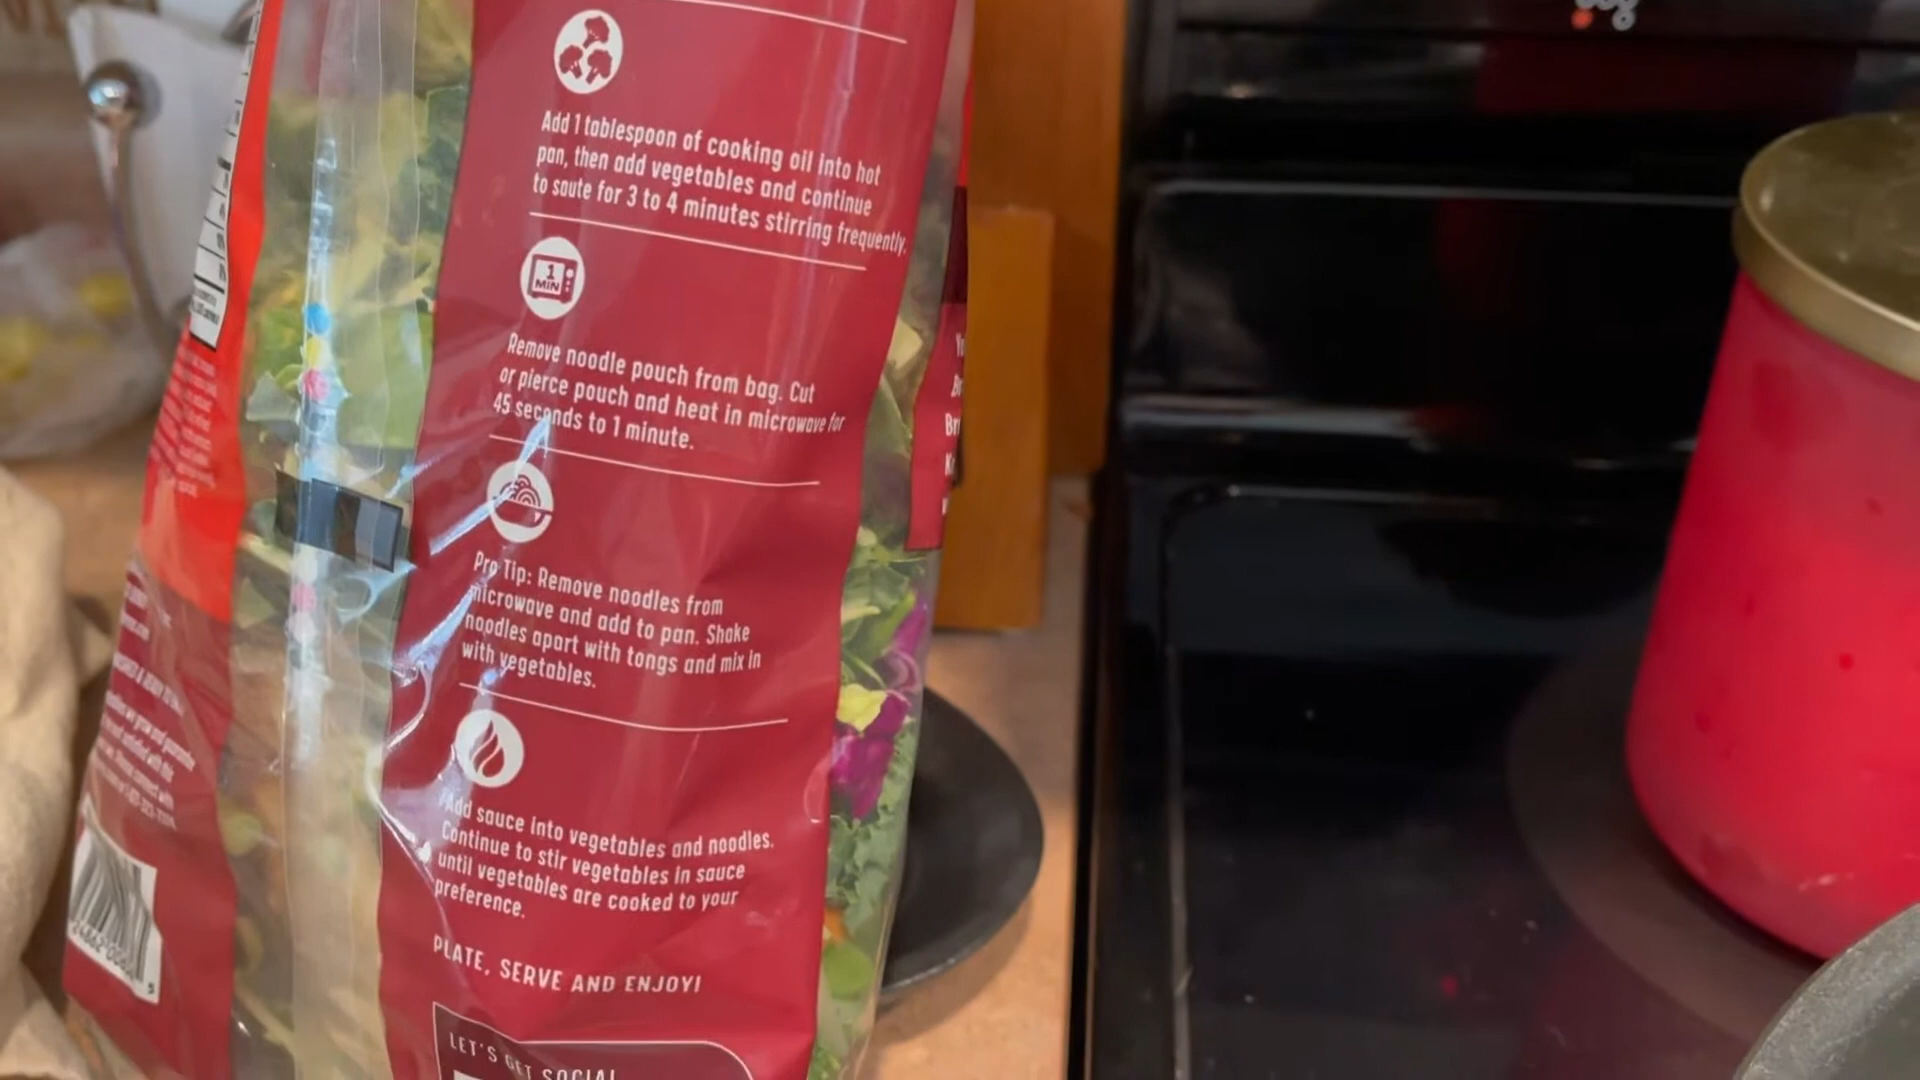 Add 1 tablespoon of cooking oil into hot
pan, then add vegetables and continue
to saute for 3 to 4 minutes stirring frequently.
1
MIN
Remove noodle pouch from bag. Cut
or pierce pouch and heat in microwave for
45 seconds to 1 minute.
Pro Tip: Remove noodles from
microwave and add to pan. Shake
noodles apart with tongs and mix in
with vegetables.
Add sauce into vegetables and noodles.
Continue to stir vegetables in sauce
until vegetables are cooked to your
preference.
PLATE, SERVE AND ENJOY!
LET'S GET SOCIAL